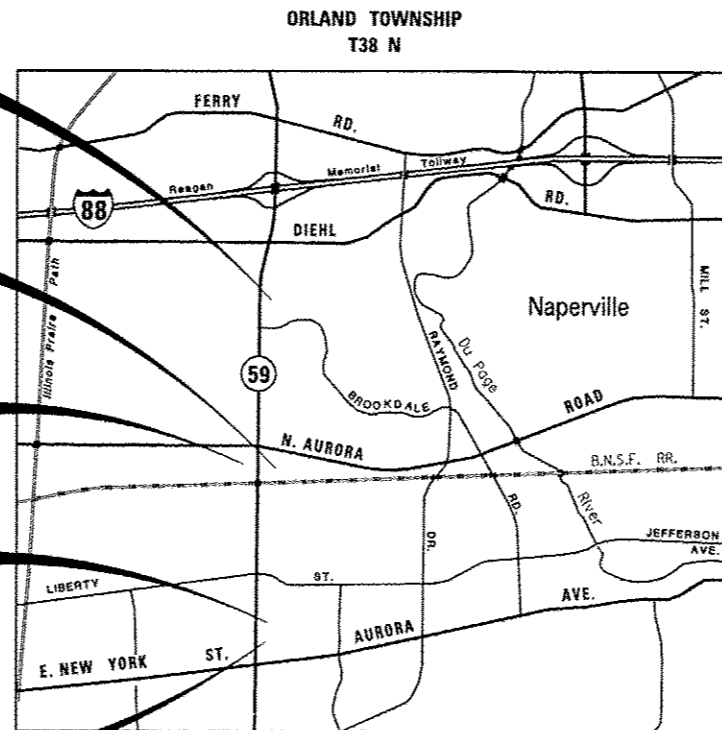 ORLAND TOWNSHIP
T38 N
FERRY
RD.
Reagan Memorial Tollway
88
DIEHL
RD.
Illinois Praire Path
MILL ST.
Naperville
59
RAYMOND
Du Page
BROOKDALE
ROAD
N. AURORA
B.N.S.F. RR.
RD.
River
DR.
JEFFERSON
AVE.
LIBERTY
ST.
AVE.
AURORA
E. NEW YORK ST.